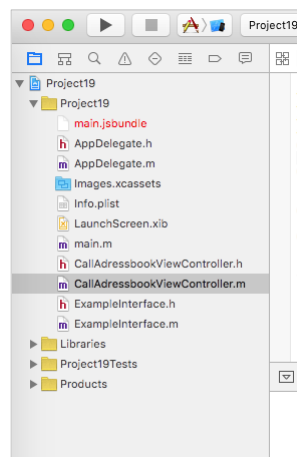 Project19
Project19
Project19
main.jsbundle
h AppDelegate.h
m AppDelegate.m
Images.xcassets
Info.plist
LaunchScreen.xib
m main.m
h CallAdressbookViewController.h
m CallAdressbookViewController.m
h ExampleInterface.h
m ExampleInterface.m
Libraries
Project19Tests
Products